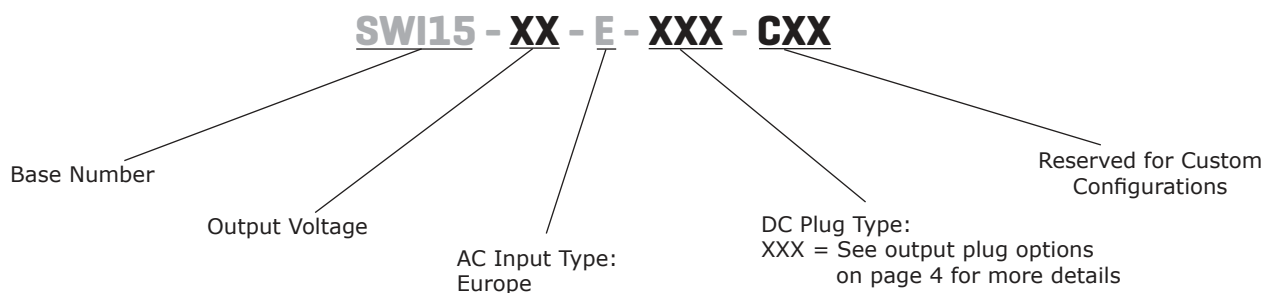 SWI15 - XX - E - XXX - CXX
Base Number
Output Voltage
AC Input Type:
Europe
DC Plug Type:
XXX = See output plug options
on page 4 for more details
Reserved for Custom
Configurations